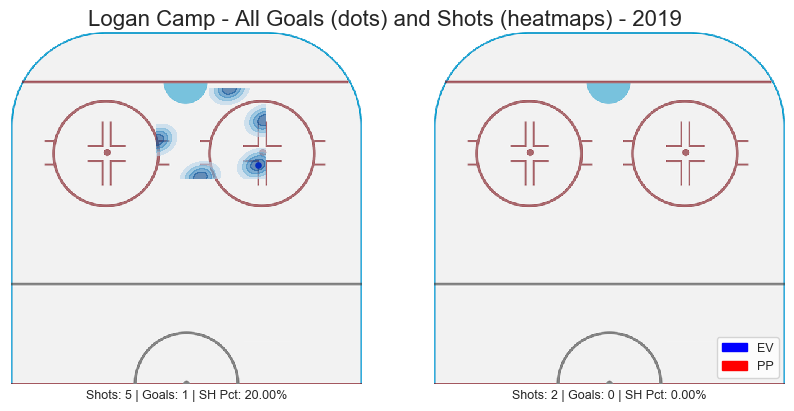 Logan Camp - All Goals (dots) and Shots (heatmaps) - 2019
EV
PP
Shots: 5 | Goals: 1 | SH Pct: 20.00%
Shots: 2 | Goals: 0 | SH Pct: 0.00%